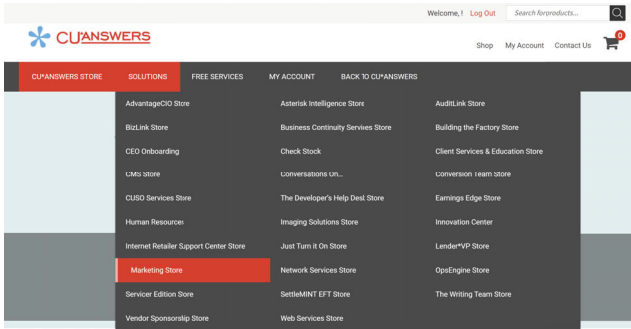 Welcome, ! Log Out Search forproducts...
CU*ANSWERS
Shop My Account Contact Us 0
CU*ANSWERS STORE SOLUTIONS FREE SERVICES MY ACCOUNT BACK TO CU*ANSWERS
AdvantageCIO Store Asterisk Intelligence Store AuditLink Store
BizLink Store Business Continuity Services Store Building the Factory Store
CEO Onboarding Check Stock Client Services & Education Store
CMS Store Conversations On... Conversion Team Store
CUSO Services Store The Developer's Help Desk Store Earnings Edge Store
Human Resources Imaging Solutions Store Innovation Center
Internet Retailer Support Center Store Just Turn it On Store Lender*VP Store
Marketing Store Network Services Store OpsEngine Store
Servicer Edition Store SettleMINT EFT Store The Writing Team Store
Vendor Sponsorship Store Web Services Store